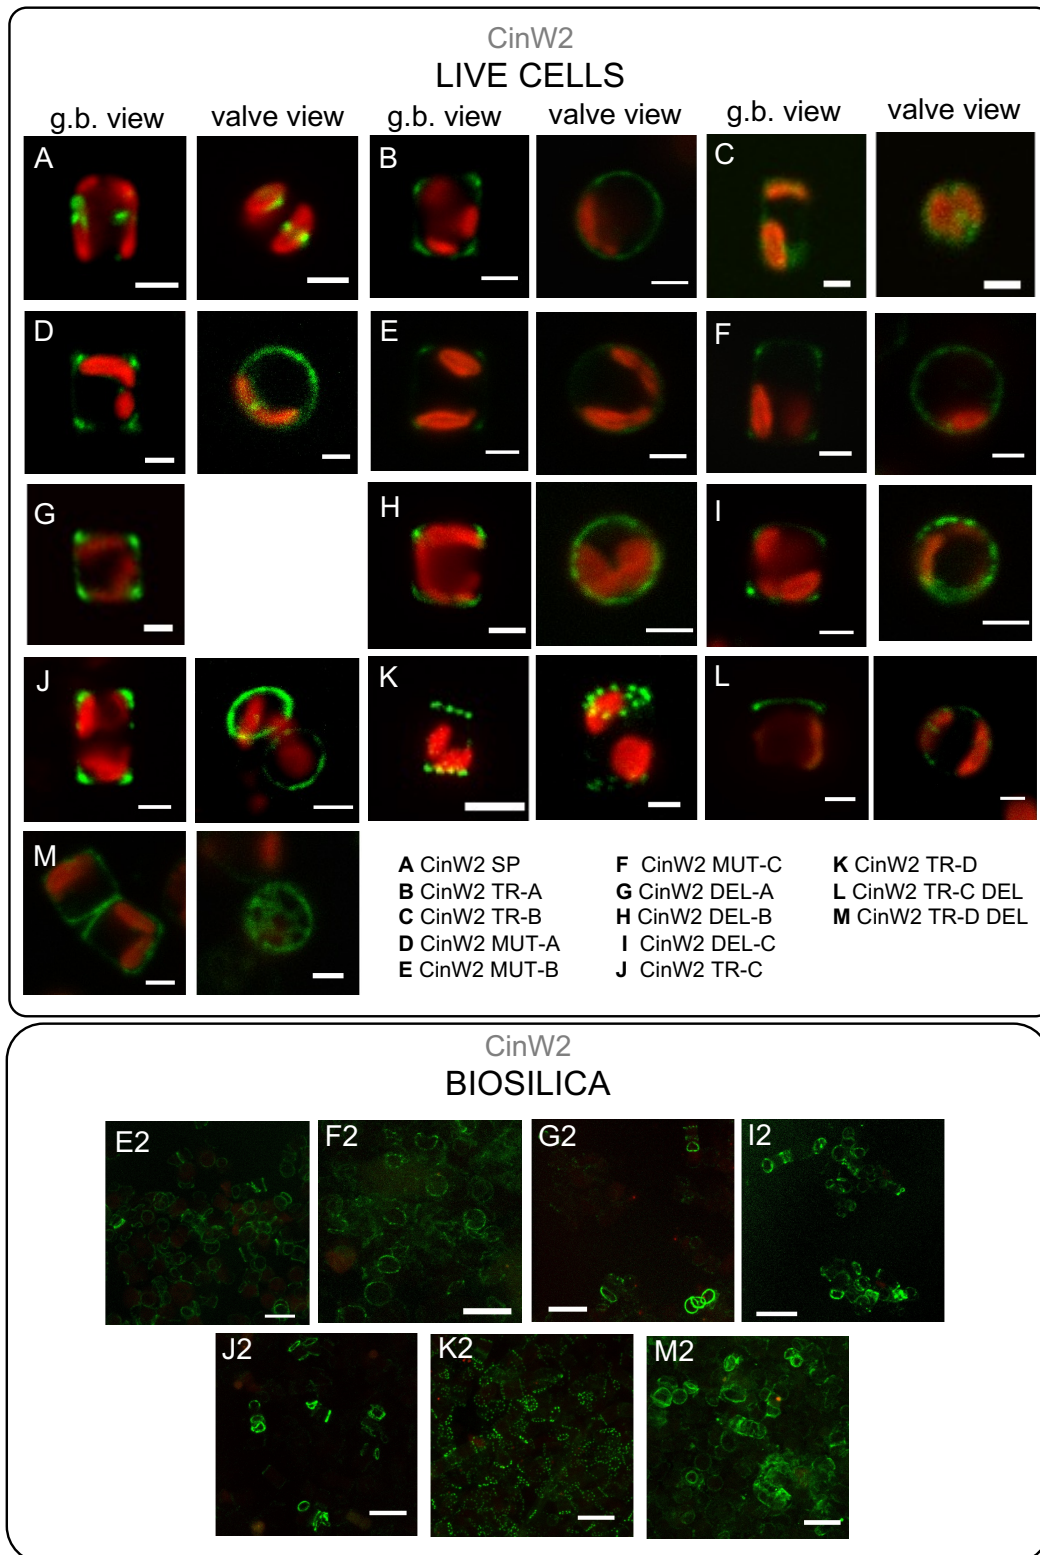 CinW2
LIVE CELLS
g.b. view valve view g.b. view valve view g.b. view valve view
A B C
D E F
G H I
J K L
M
A CinW2 SP
B CinW2 TR-A
C CinW2 TR-B
D CinW2 MUT-A
E CinW2 MUT-B
F CinW2 MUT-C
G CinW2 DEL-A
H CinW2 DEL-B
I CinW2 DEL-C
J CinW2 TR-C
K CinW2 TR-D
L CinW2 TR-C DEL
M CinW2 TR-D DEL
CinW2
BIOSILICA
E2 F2 G2 I2
J2 K2 M2